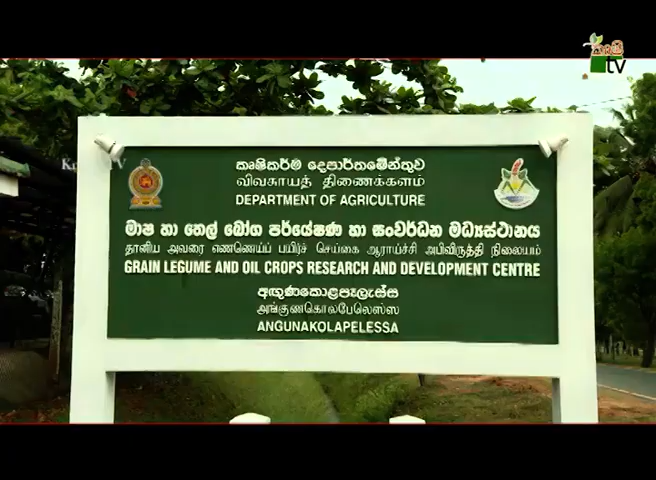 කෘෂි
tv
කෘෂිකර්ම දෙපාර්තමේන්තුව
விவசாயத் திணைக்களம்
DEPARTMENT OF AGRICULTURE
මාෂ හා තෙල් බෝග පර්යේෂණ හා සංවර්ධන මධ්‍යස්ථානය
தானிய அவரை எண்ணெய்ப் பயிர்ச் செய்கை ஆராய்ச்சி அபிவிருத்தி நிலையம்
GRAIN LEGUME AND OIL CROPS RESEARCH AND DEVELOPMENT CENTRE
අඟුණකොළපැලැස්ස
அங்குணகொலபேலெஸ்ஸ
ANGUNAKOLAPELESSA